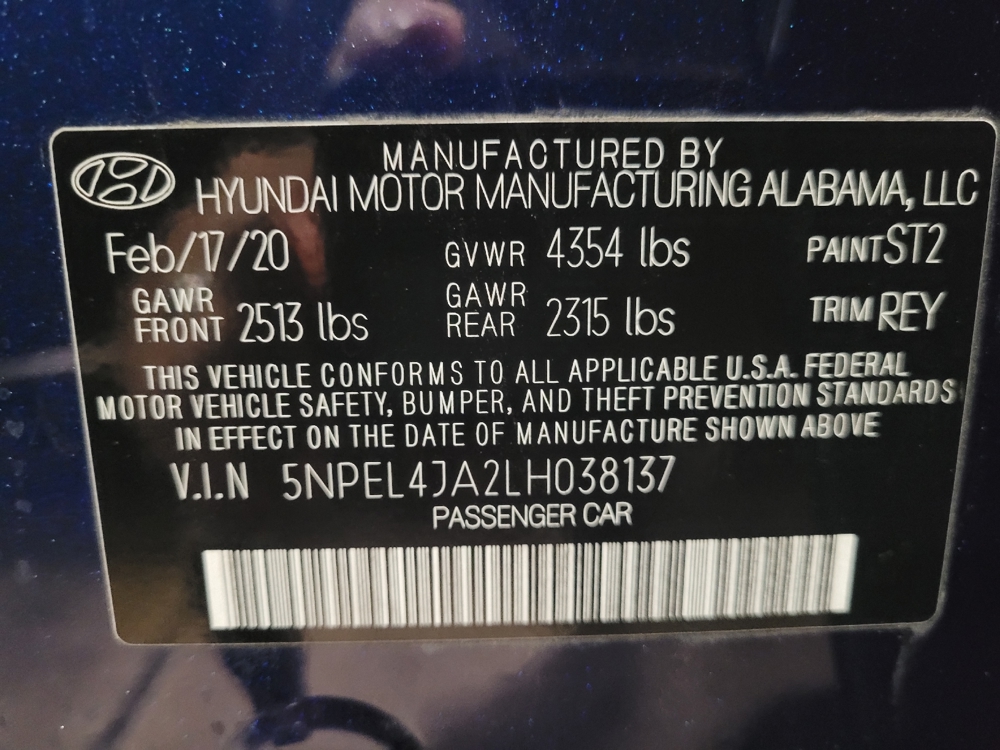 MANUFACTURED BY
HYUNDAI MOTOR MANUFACTURING ALABAMA, LLC
Feb/17/20 GVWR 4354 lbs PAINT ST2
GAWR FRONT 2513 lbs GAWR REAR 2315 lbs TRIM REY
THIS VEHICLE CONFORMS TO ALL APPLICABLE U.S.A. FEDERAL
MOTOR VEHICLE SAFETY, BUMPER, AND THEFT PREVENTION STANDARDS
IN EFFECT ON THE DATE OF MANUFACTURE SHOWN ABOVE
V.I.N 5NPEL4JA2LH038137
PASSENGER CAR